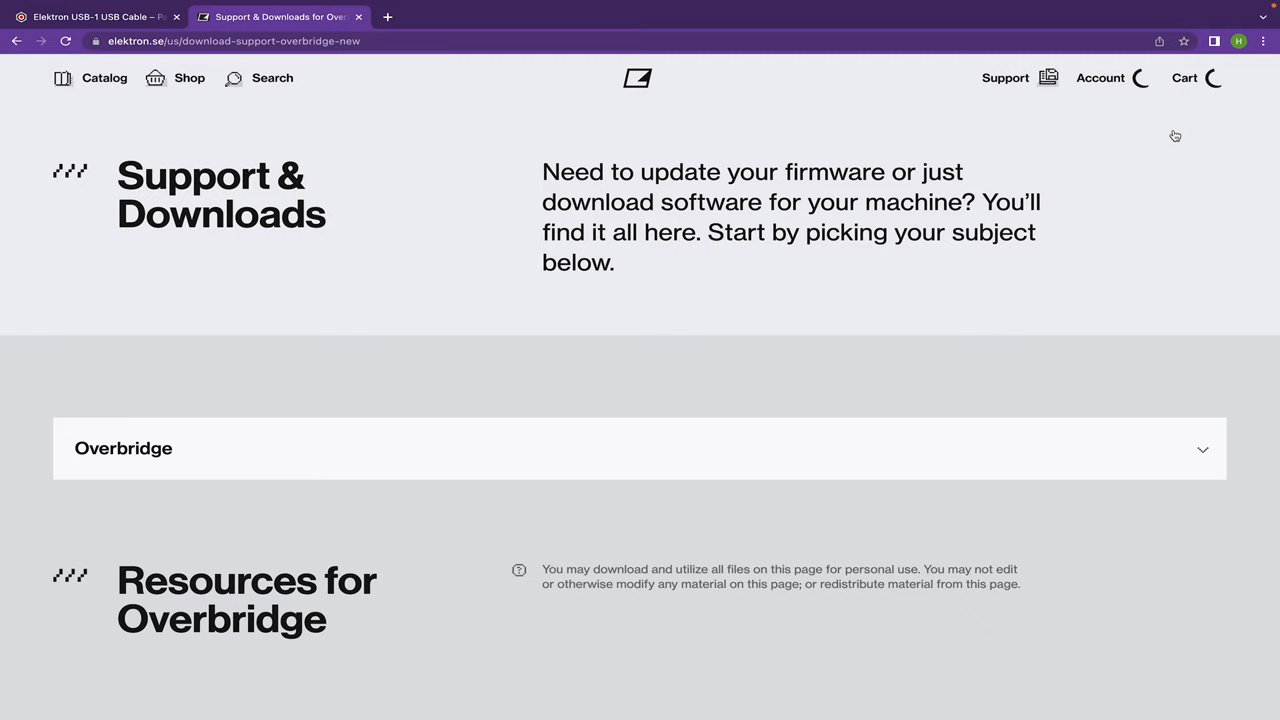 Elektron USB-1 USB Cable – Pa
Support & Downloads for Over
elektron.se/us/download-support-overbridge-new
H
Catalog
Shop
Search
Support
Account
Cart
Support &
Downloads
Need to update your firmware or just
download software for your machine? You’ll
find it all here. Start by picking your subject
below.
Overbridge
Resources for
Overbridge
You may download and utilize all files on this page for personal use. You may not edit
or otherwise modify any material on this page; or redistribute material from this page.